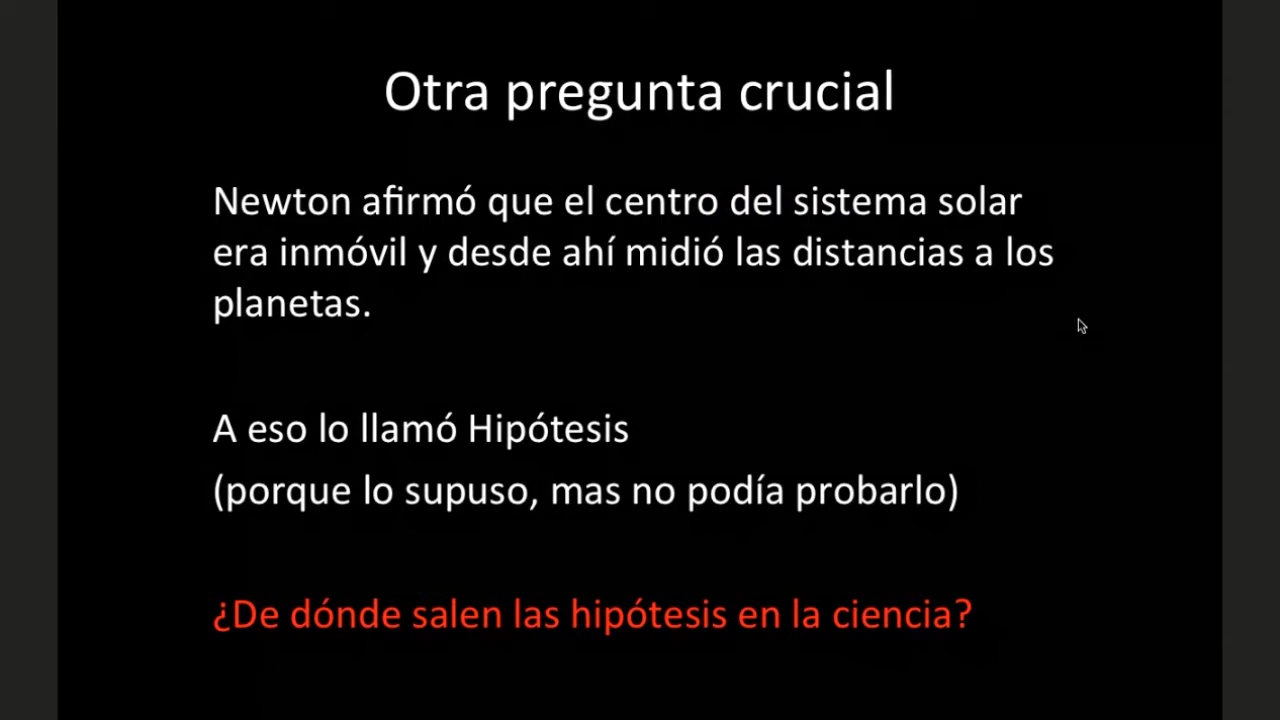 Otra pregunta crucial
Newton afirmó que el centro del sistema solar
era inmóvil y desde ahí midió las distancias a los
planetas.
A eso lo llamó Hipótesis
(porque lo supuso, mas no podía probarlo)
¿De dónde salen las hipótesis en la ciencia?